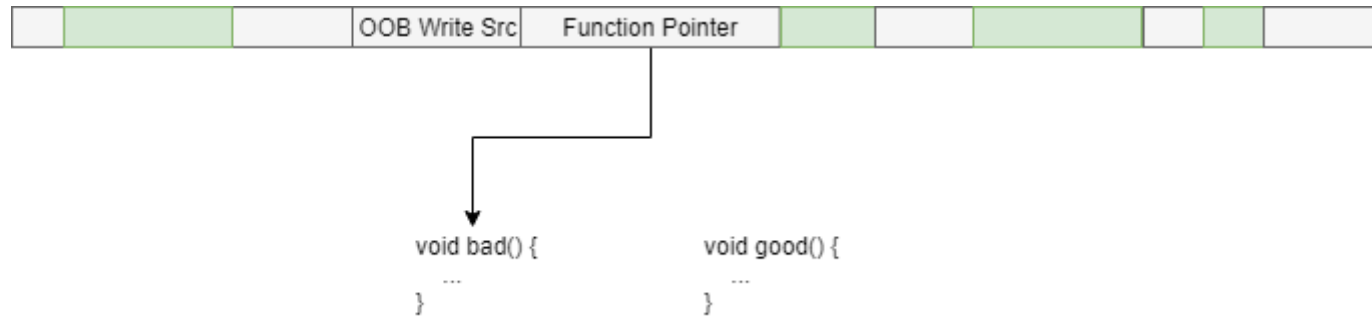 OOB Write Src
Function Pointer
void bad() {
...
}
void good() {
...
}